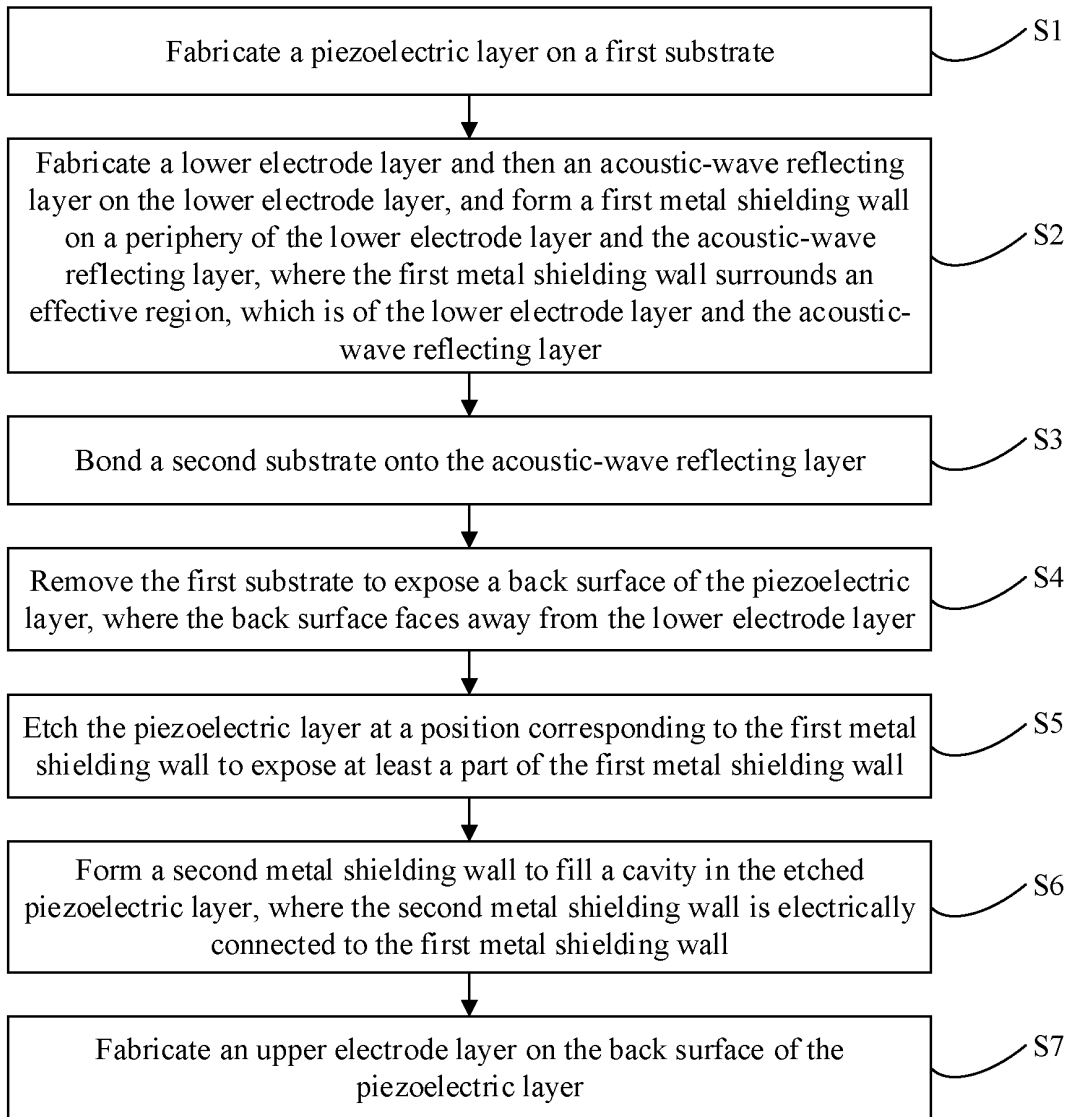 Fabricate a piezoelectric layer on a first substrate
S1
Fabricate a lower electrode layer and then an acoustic-wave reflecting
layer on the lower electrode layer, and form a first metal shielding wall
on a periphery of the lower electrode layer and the acoustic-wave
reflecting layer, where the first metal shielding wall surrounds an
effective region, which is of the lower electrode layer and the acoustic-
wave reflecting layer
S2
Bond a second substrate onto the acoustic-wave reflecting layer
S3
Remove the first substrate to expose a back surface of the piezoelectric
layer, where the back surface faces away from the lower electrode layer
S4
Etch the piezoelectric layer at a position corresponding to the first metal
shielding wall to expose at least a part of the first metal shielding wall
S5
Form a second metal shielding wall to fill a cavity in the etched
piezoelectric layer, where the second metal shielding wall is electrically
connected to the first metal shielding wall
S6
Fabricate an upper electrode layer on the back surface of the
piezoelectric layer
S7